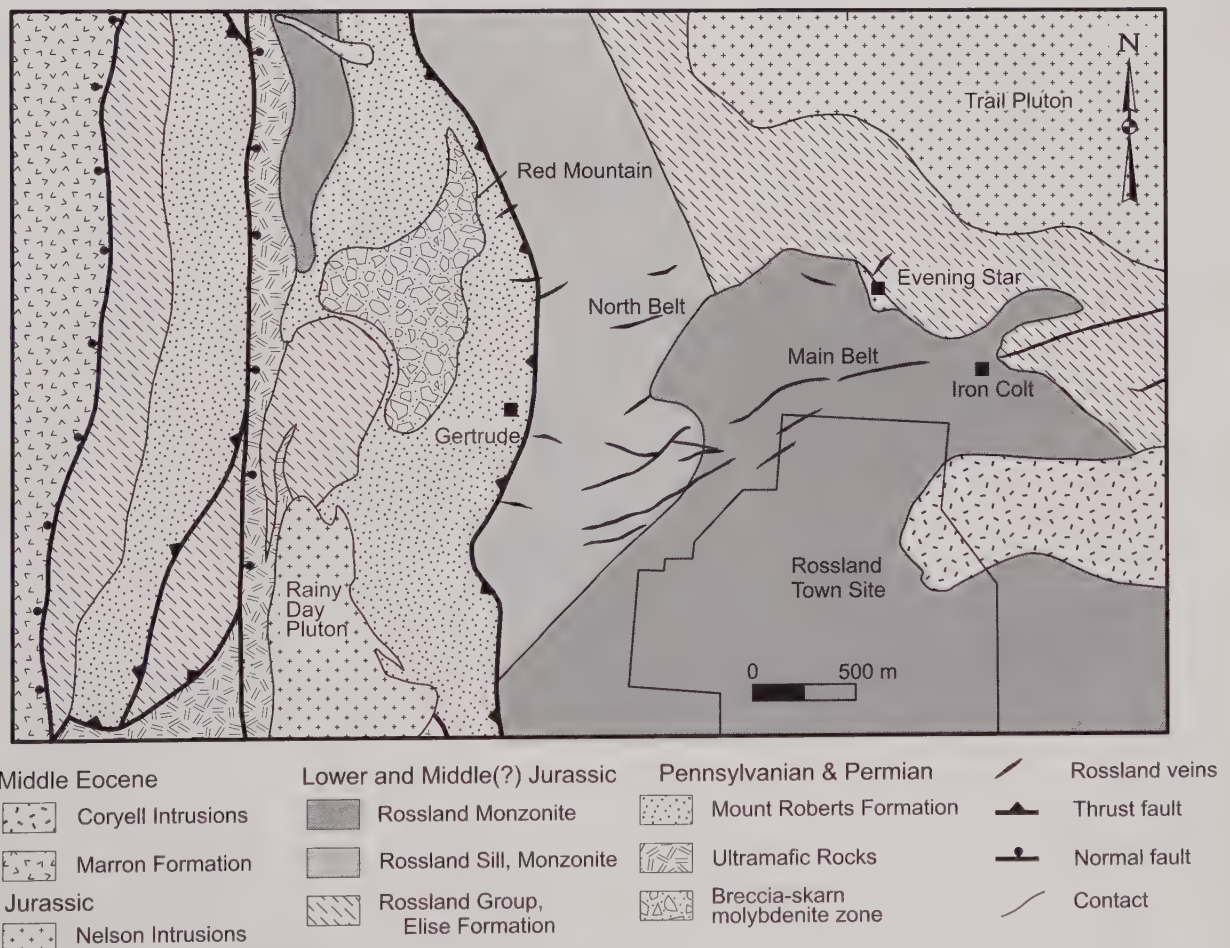 N
Trail Pluton
Red Mountain
Evening Star
North Belt
Main Belt
Iron Colt
Gertrude
Rossland
Town Site
Rainy
Day
Pluton
0 500 m
Middle Eocene
Coryell Intrusions
Marron Formation
Jurassic
Nelson Intrusions
Lower and Middle(?) Jurassic
Rossland Monzonite
Rossland Sill, Monzonite
Rossland Group,
Elise Formation
Pennsylvanian & Permian
Mount Roberts Formation
Ultramafic Rocks
Breccia-skarn
molybdenite zone
Rossland veins
Thrust fault
Normal fault
Contact